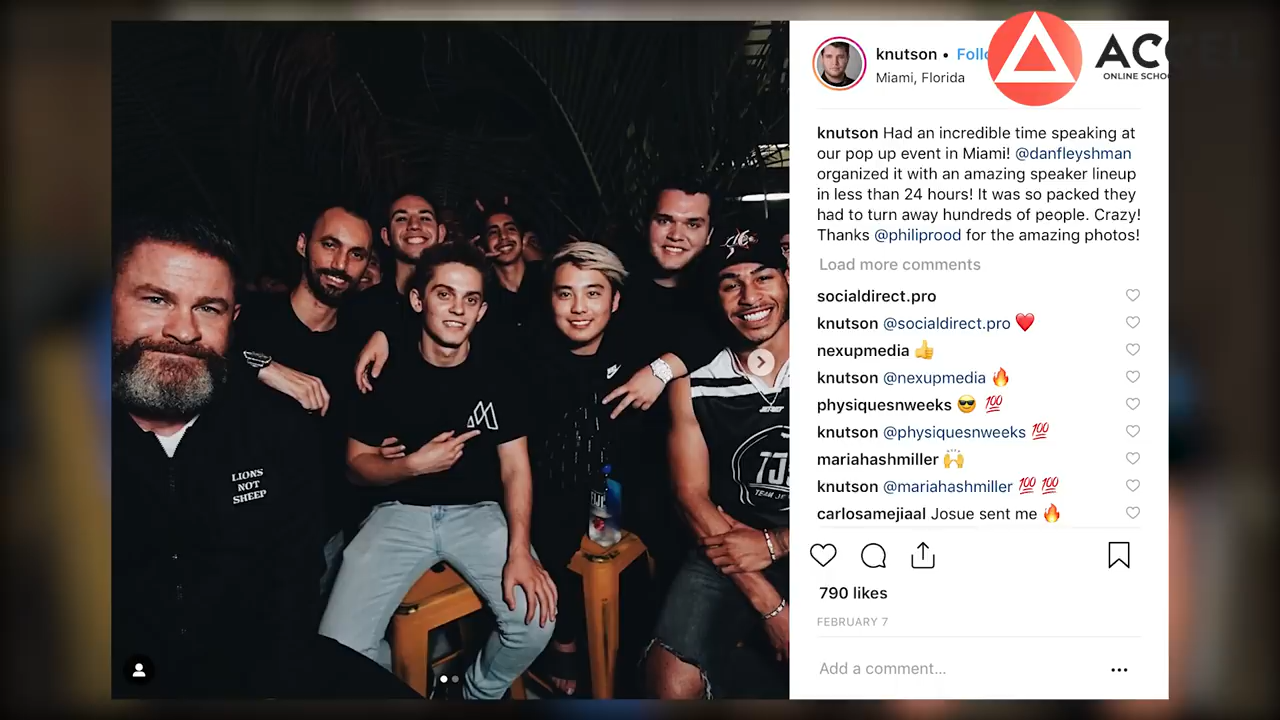 knutson • Follo
Miami, Florida
ACCEL
ONLINE SCHO
knutson Had an incredible time speaking at
our pop up event in Miami! @danfleyshman
organized it with an amazing speaker lineup
in less than 24 hours! It was so packed they
had to turn away hundreds of people. Crazy!
Thanks @philiprood for the amazing photos!
Load more comments
socialdirect.pro
knutson @socialdirect.pro ❤️
nexupmedia 👍
knutson @nexupmedia 🔥
physiquesnweeks 😎 💯
knutson @physiquesnweeks 💯
mariahashmiller 🙌
knutson @mariahashmiller 💯 💯
carlosamejiaal Josue sent me 🔥
790 likes
FEBRUARY 7
Add a comment...
LIONS
NOT
SHEEP
FIJI